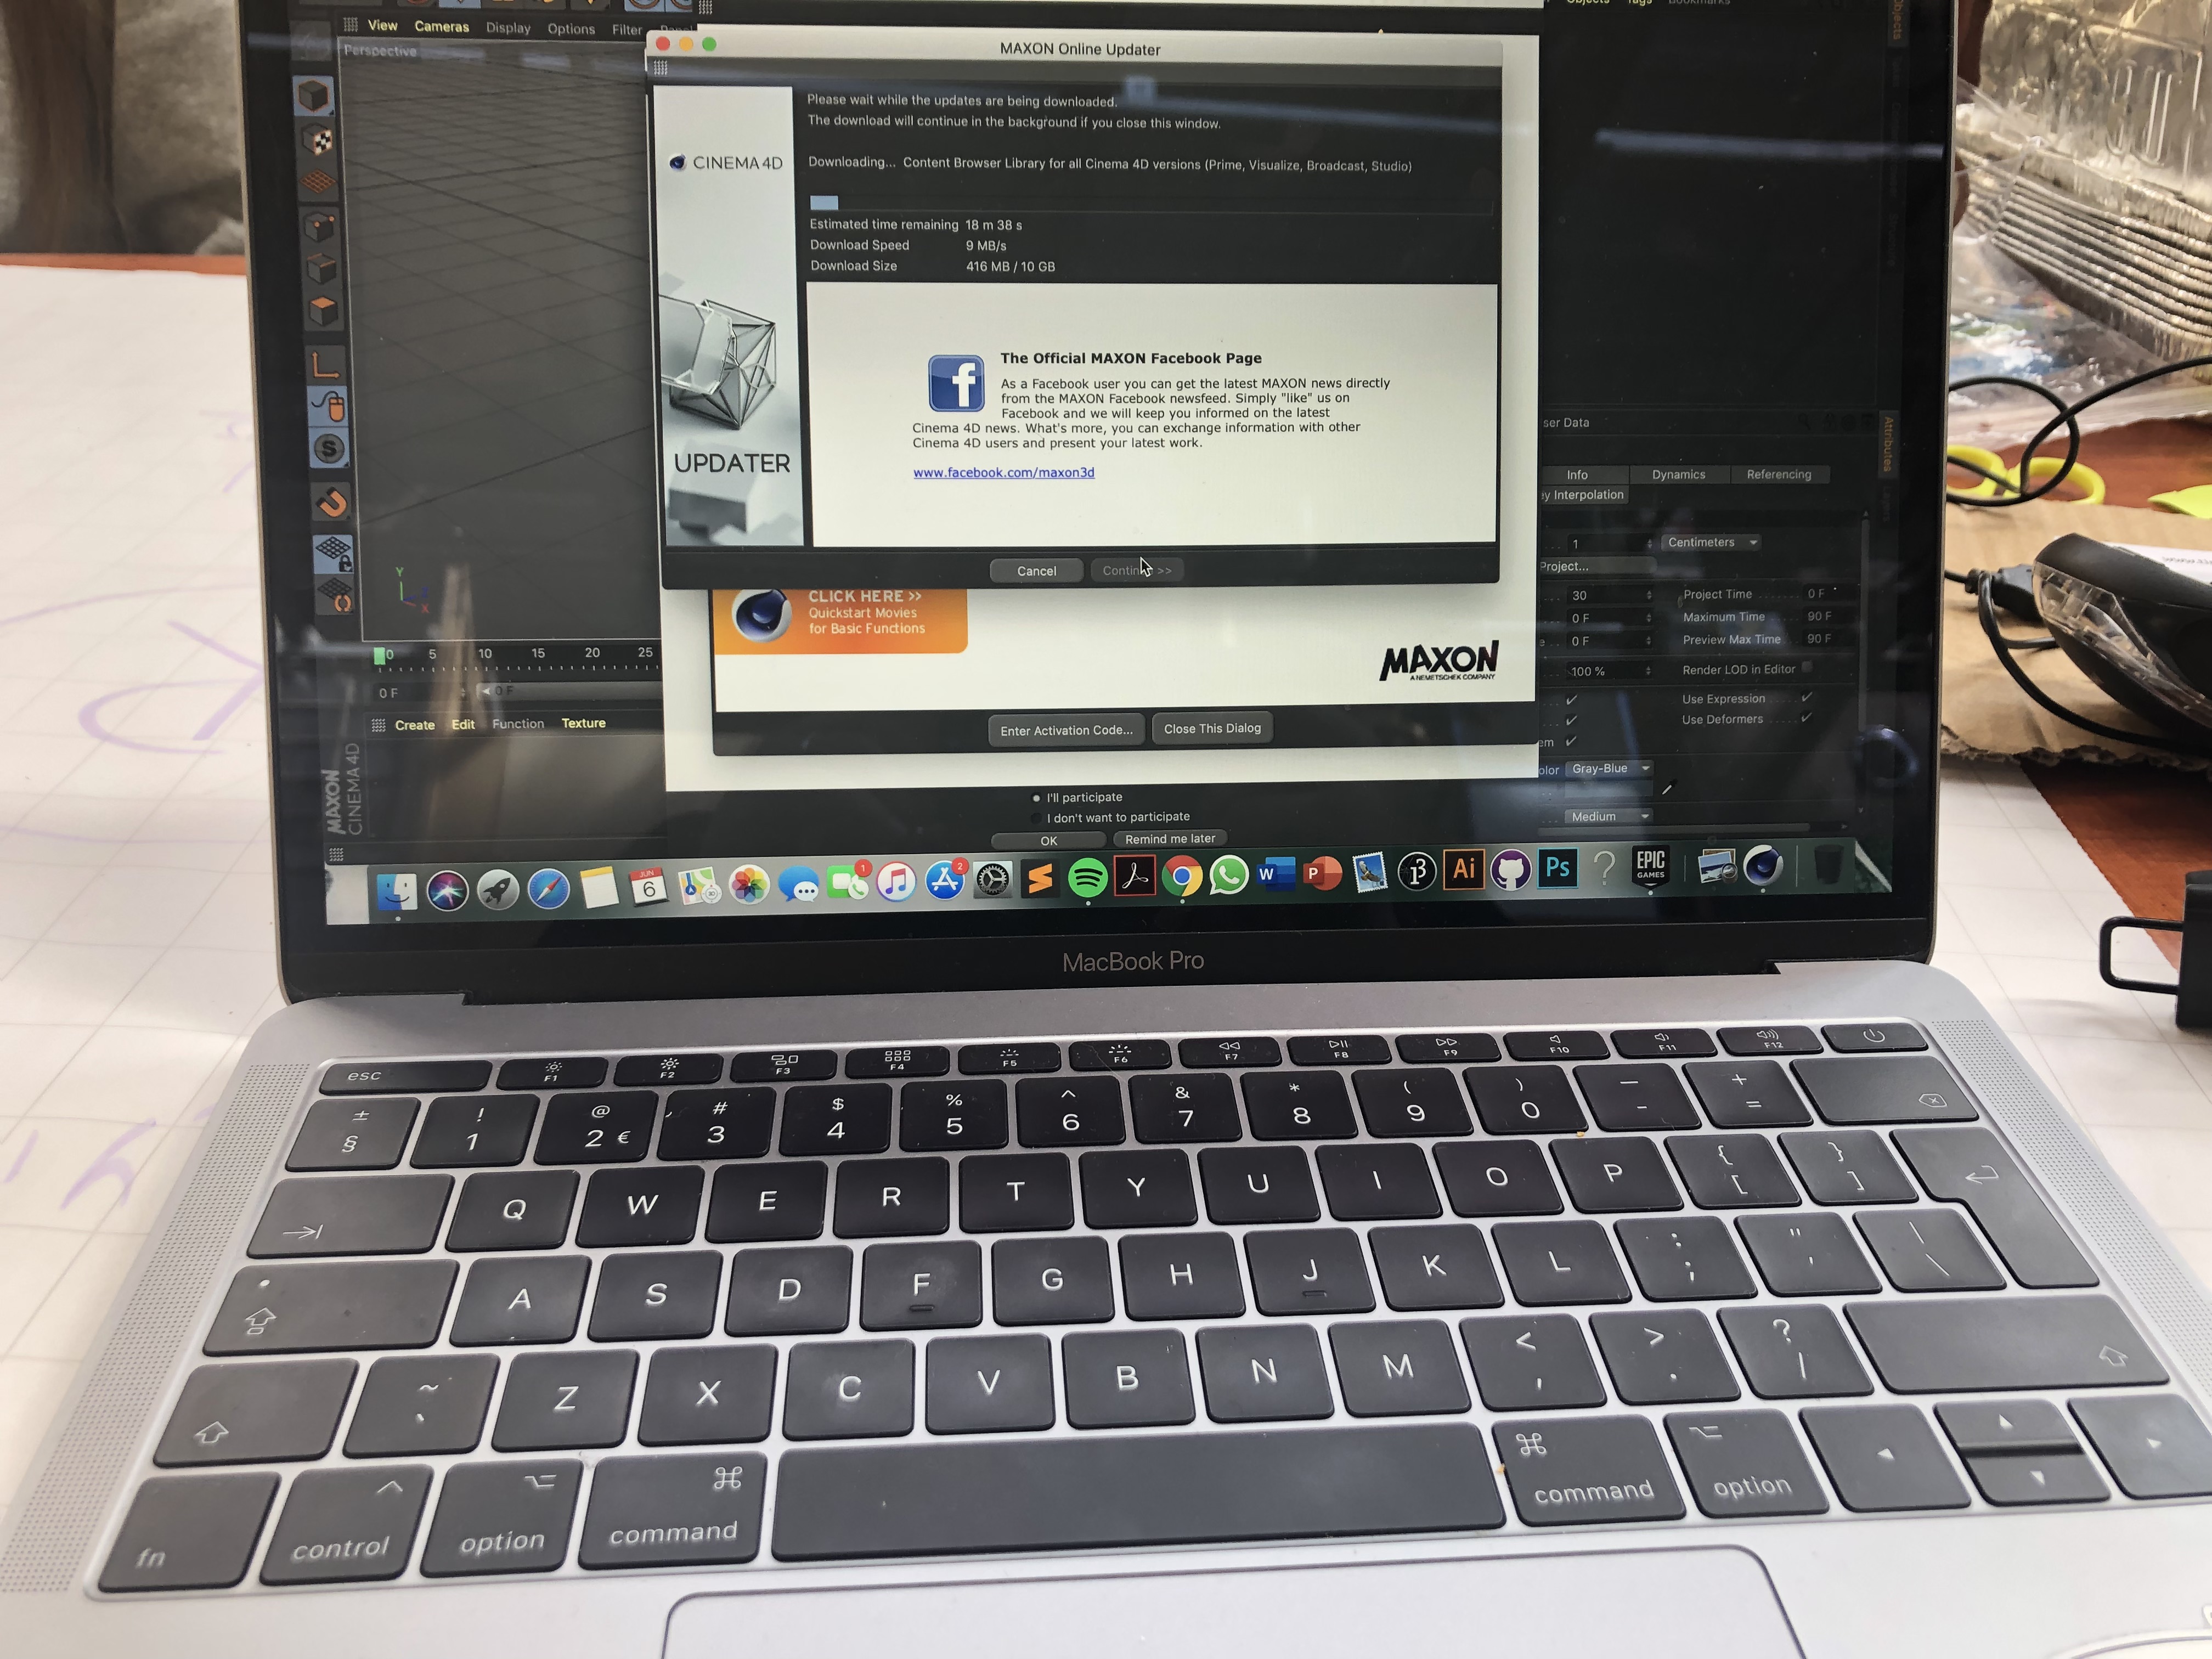 View Cameras Display Options Filter
Objects Tags Bookmarks
Perspective
MAXON Online Updater
Please wait while the updates are being downloaded.
The download will continue in the background if you close this window.
CINEMA 4D
Downloading... Content Browser Library for all Cinema 4D versions (Prime, Visualize, Broadcast, Studio)
Estimated time remaining 18 m 38 s
Download Speed 9 MB/s
Download Size 416 MB / 10 GB
The Official MAXON Facebook Page
As a Facebook user you can get the latest MAXON news directly
from the MAXON Facebook newsfeed. Simply "like" us on
Facebook and we will keep you informed on the latest
Cinema 4D news. What's more, you can exchange information with other
Cinema 4D users and present your latest work.
www.facebook.com/maxon3d
UPDATER
Cancel
CLICK HERE >>
Quickstart Movies
for Basic Functions
MAXON
A NEMETSCHEK COMPANY
Enter Activation Code... Close This Dialog
I'll participate
I don't want to participate
OK Remind me later
ser Data
Attributes
Info Dynamics Referencing
y Interpolation
1 Centimeters
Project...
30 Project Time 0 F
0 F Maximum Time 90 F
0 F Preview Max Time 90 F
100 % Render LOD in Editor
Use Expression
Use Deformers
em
olor Gray-Blue
Medium
Y
X
0 5 10 15 20 25
0 F 0 F
Create Edit Function Texture
MAXON
CINEMA 4D
JUN
6
1
2
W P Ai Ps ? EPIC
GAMES
MacBook Pro
esc F1 F2 F3 F4 F5 F6 F7 F8 F9 F10 F11 F12
± ! @ # $ % ^ & * ( ) — +
§ 1 2 € 3 4 5 6 7 8 9 0 - =
Q W E R T Y U I O P { [ } ]
A S D F G H J K L : ; " ' | \
~ ` Z X C V B N M < , > . ? /
fn control option command command option